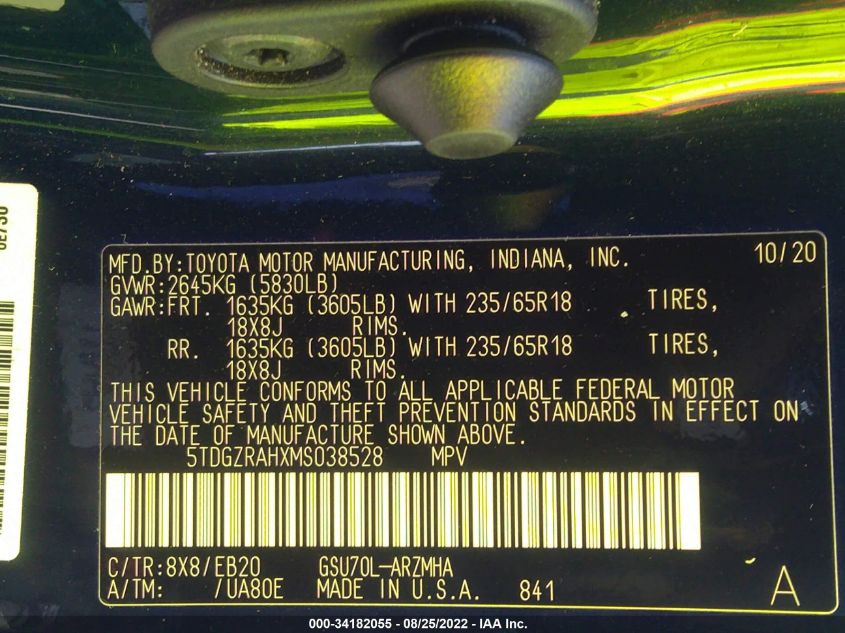 MFD.BY:TOYOTA MOTOR MANUFACTURING, INDIANA, INC. 10/20
GVWR:2645KG (5830LB)
GAWR:FRT. 1635KG (3605LB) WITH 235/65R18 TIRES,
18X8J RIMS.
RR. 1635KG (3605LB) WITH 235/65R18 TIRES,
18X8J RIMS.
THIS VEHICLE CONFORMS TO ALL APPLICABLE FEDERAL MOTOR
VEHICLE SAFETY AND THEFT PREVENTION STANDARDS IN EFFECT ON
THE DATE OF MANUFACTURE SHOWN ABOVE.
5TDGZRAHXMS038528 MPV
C/TR:8X8/EB20 GSU70L-ARZMHA
A/TM: /UA80E MADE IN U.S.A. 841 A
000-34182055 - 08/25/2022 - IAA Inc.